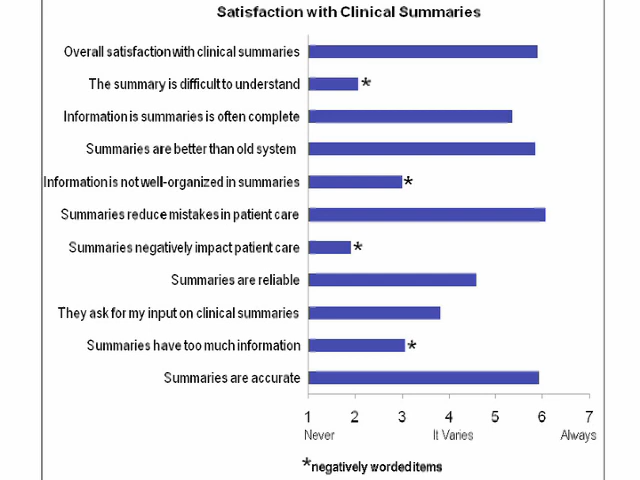 Satisfaction with Clinical Summaries
Overall satisfaction with clinical summaries
The summary is difficult to understand *
Information is summaries is often complete
Summaries are better than old system
Information is not well-organized in summaries *
Summaries reduce mistakes in patient care
Summaries negatively impact patient care *
Summaries are reliable
They ask for my input on clinical summaries
Summaries have too much information *
Summaries are accurate
1 2 3 4 5 6 7
Never It Varies Always
*negatively worded items